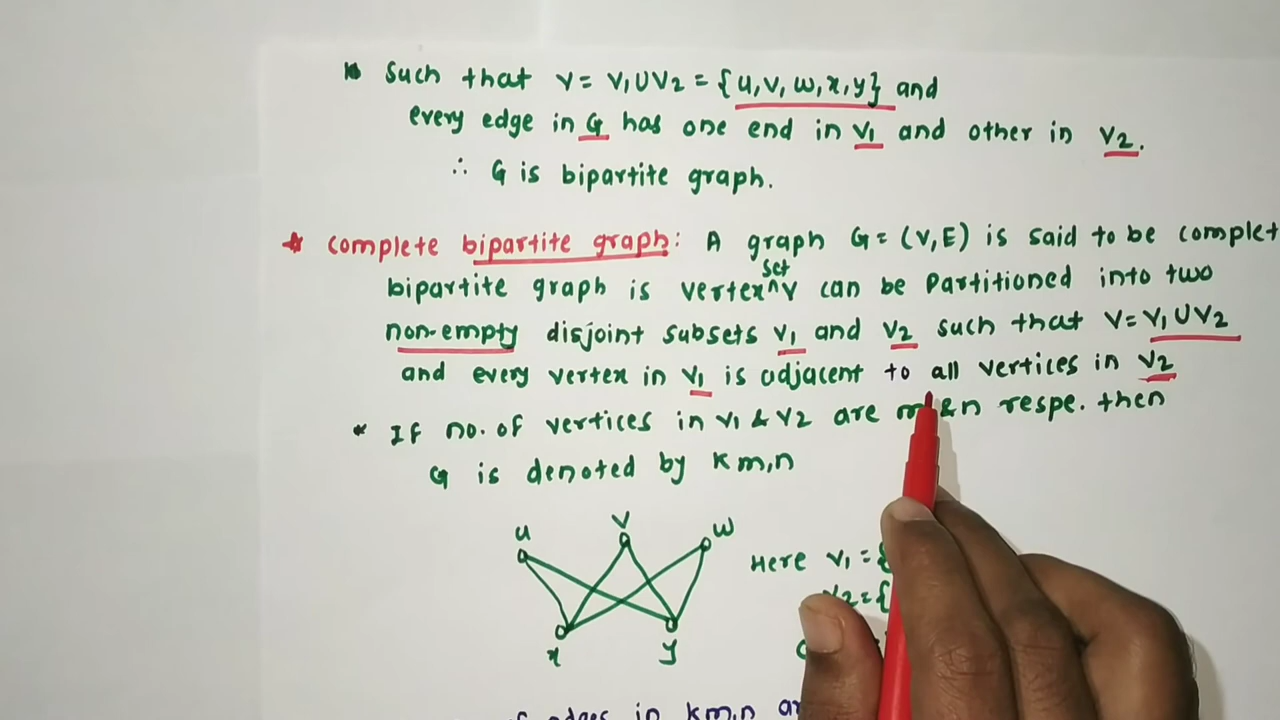 Such that V = V1 U V2 = {u, v, w, x, y} and
every edge in G has one end in V1 and other in V2.
∴ G is bipartite graph.
* complete bipartite graph: A graph G = (V, E) is said to be complet
set
bipartite graph is vertex ^ V can be Partitioned into two
non-empty disjoint subsets V1 and V2 such that V = V1 U V2
and every vertex in V1 is adjacent to all vertices in V2
* If no. of vertices in V1 & V2 are m & n respe. then
G is denoted by Km,n
u v w
Here V1 = {
V2 = {
x y
edges in Km,n